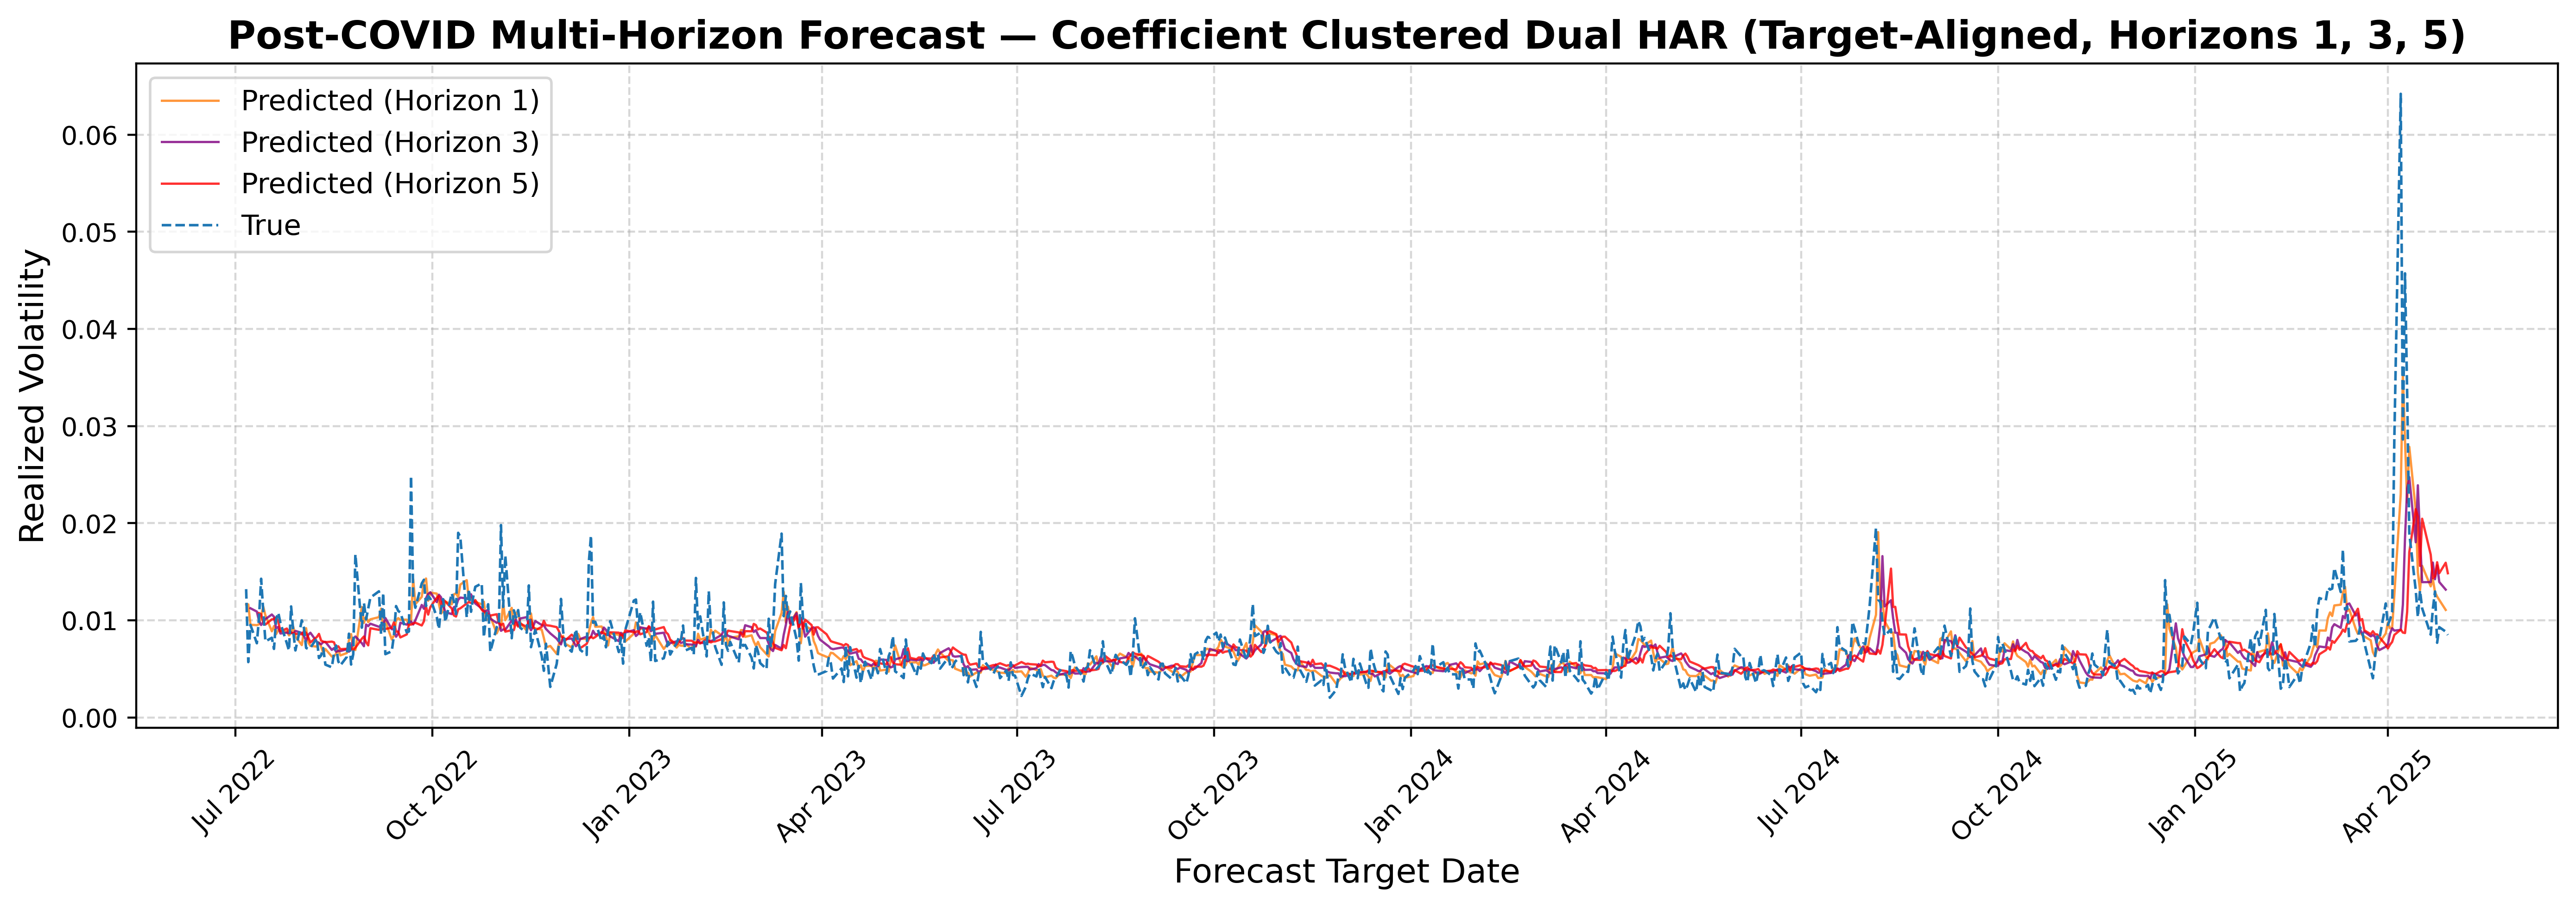 Post-COVID Multi-Horizon Forecast — Coefficient Clustered Dual HAR (Target-Aligned, Horizons 1, 3, 5)
Predicted (Horizon 1)
Predicted (Horizon 3)
Predicted (Horizon 5)
True
Realized Volatility
0.06
0.05
0.04
0.03
0.02
0.01
0.00
Jul 2022
Oct 2022
Jan 2023
Apr 2023
Jul 2023
Oct 2023
Jan 2024
Apr 2024
Jul 2024
Oct 2024
Jan 2025
Apr 2025
Forecast Target Date